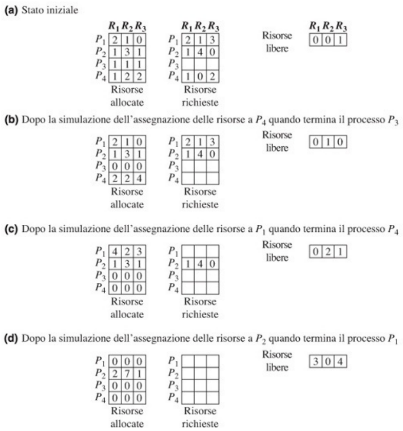 (a) Stato iniziale
R1 R2 R3 R1 R2 R3 R1 R2 R3
P1 2 1 0 P1 2 1 3 Risorse libere 0 0 1
P2 1 3 1 P2 1 4 0
P3 1 1 1 P3
P4 1 2 2 P4 1 0 2
Risorse allocate Risorse richieste
(b) Dopo la simulazione dell'assegnazione delle risorse a P4 quando termina il processo P3
P1 2 1 0 P1 2 1 3 Risorse libere 0 1 0
P2 1 3 1 P2 1 4 0
P3 0 0 0 P3
P4 2 2 4 P4
Risorse allocate Risorse richieste
(c) Dopo la simulazione dell'assegnazione delle risorse a P1 quando termina il processo P4
P1 4 2 3 P1 Risorse libere 0 2 1
P2 1 3 1 P2 1 4 0
P3 0 0 0 P3
P4 0 0 0 P4
Risorse allocate Risorse richieste
(d) Dopo la simulazione dell'assegnazione delle risorse a P2 quando termina il processo P1
P1 0 0 0 P1 Risorse libere 3 0 4
P2 2 7 1 P2
P3 0 0 0 P3
P4 0 0 0 P4
Risorse allocate Risorse richieste